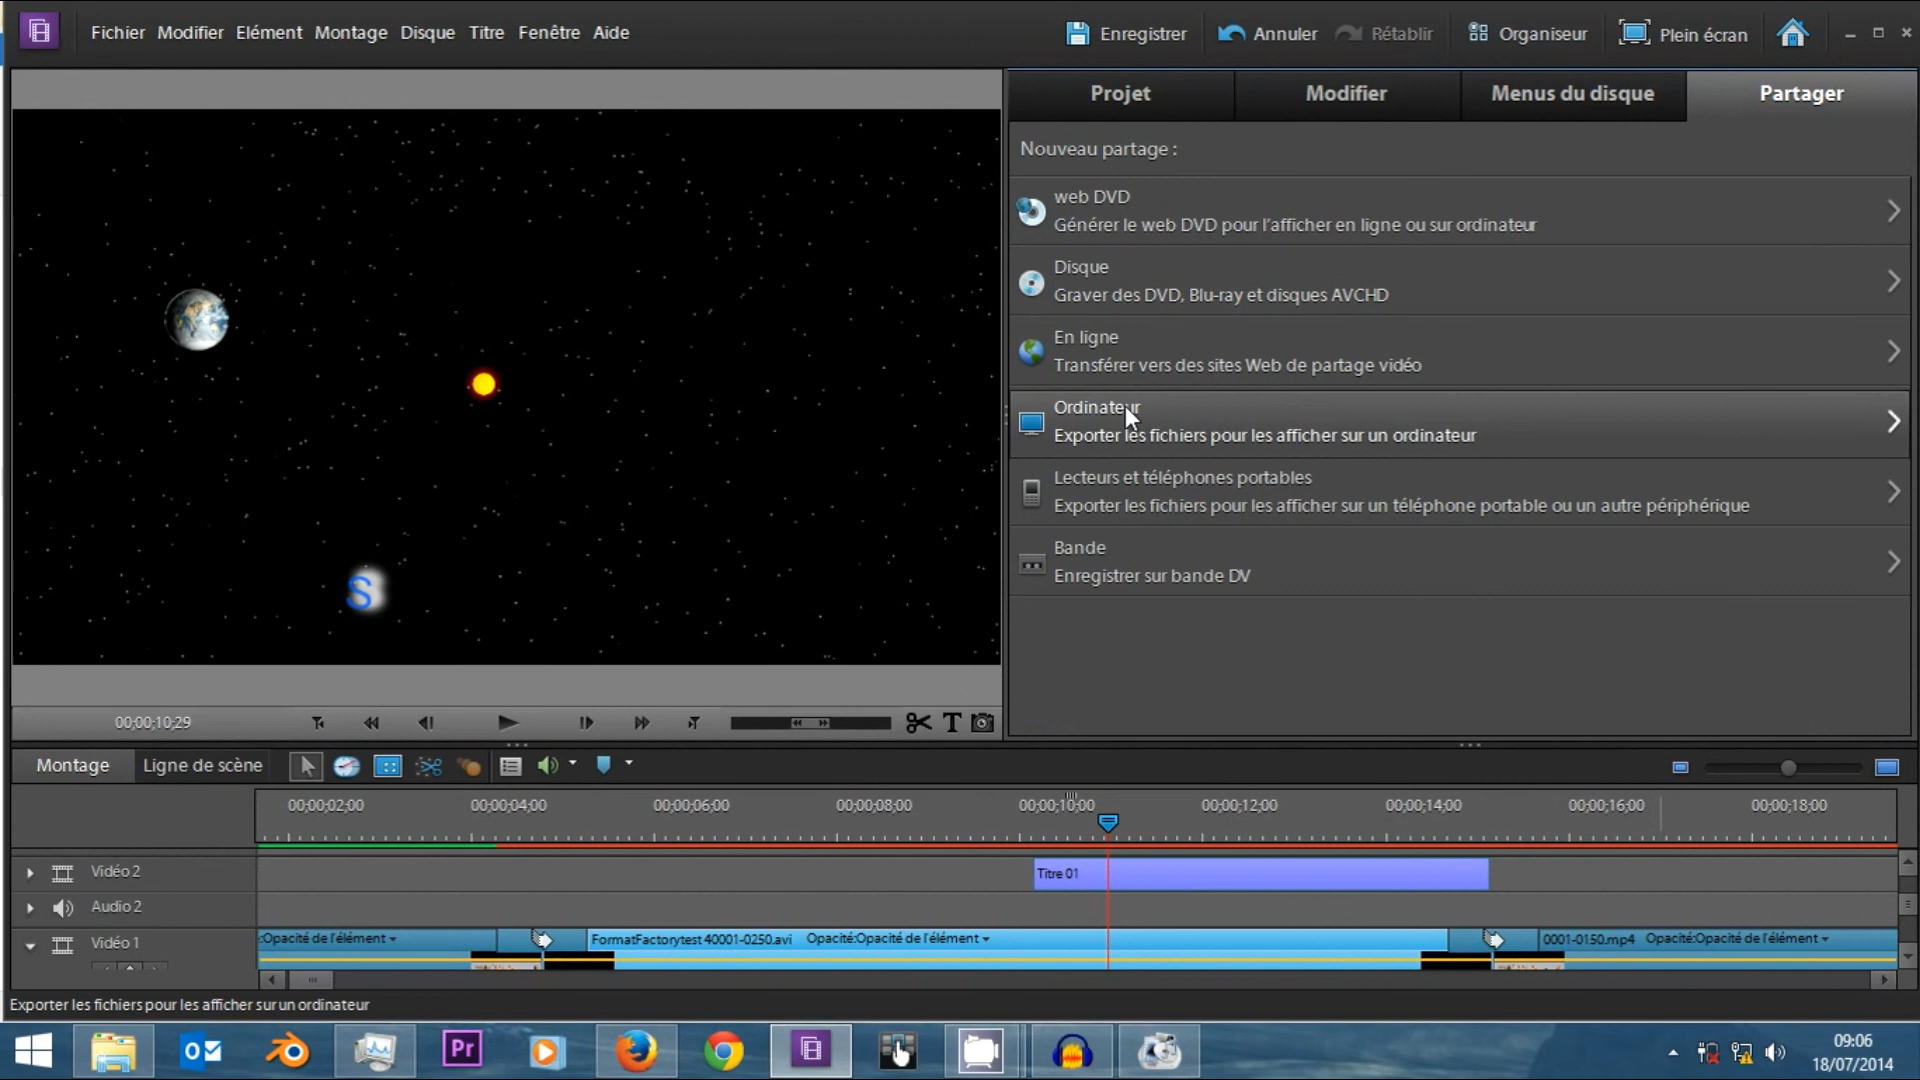 Fichier Modifier Elément Montage Disque Titre Fenêtre Aide
Enregistrer Annuler Rétablir Organiseur Plein écran
Projet Modifier Menus du disque Partager
Nouveau partage :
web DVD
Générer le web DVD pour l'afficher en ligne ou sur ordinateur
Disque
Graver des DVD, Blu-ray et disques AVCHD
En ligne
Transférer vers des sites Web de partage vidéo
Ordinateur
Exporter les fichiers pour les afficher sur un ordinateur
Lecteurs et téléphones portables
Exporter les fichiers pour les afficher sur un téléphone portable ou un autre périphérique
Bande
Enregistrer sur bande DV
S
00;00;10;29
T
Montage Ligne de scène
00;00;02;00 00;00;04;00 00;00;06;00 00;00;08;00 00;00;10;00 00;00;12;00 00;00;14;00 00;00;16;00 00;00;18;00
Vidéo 2 Titre 01
Audio 2
Vidéo 1 :Opacité de l'élément FormatFactorytest 40001-0250.avi Opacité:Opacité de l'élément 0001-0150.mp4 Opacité:Opacité de l'élément
Exporter les fichiers pour les afficher sur un ordinateur
Pr
09:06
18/07/2014